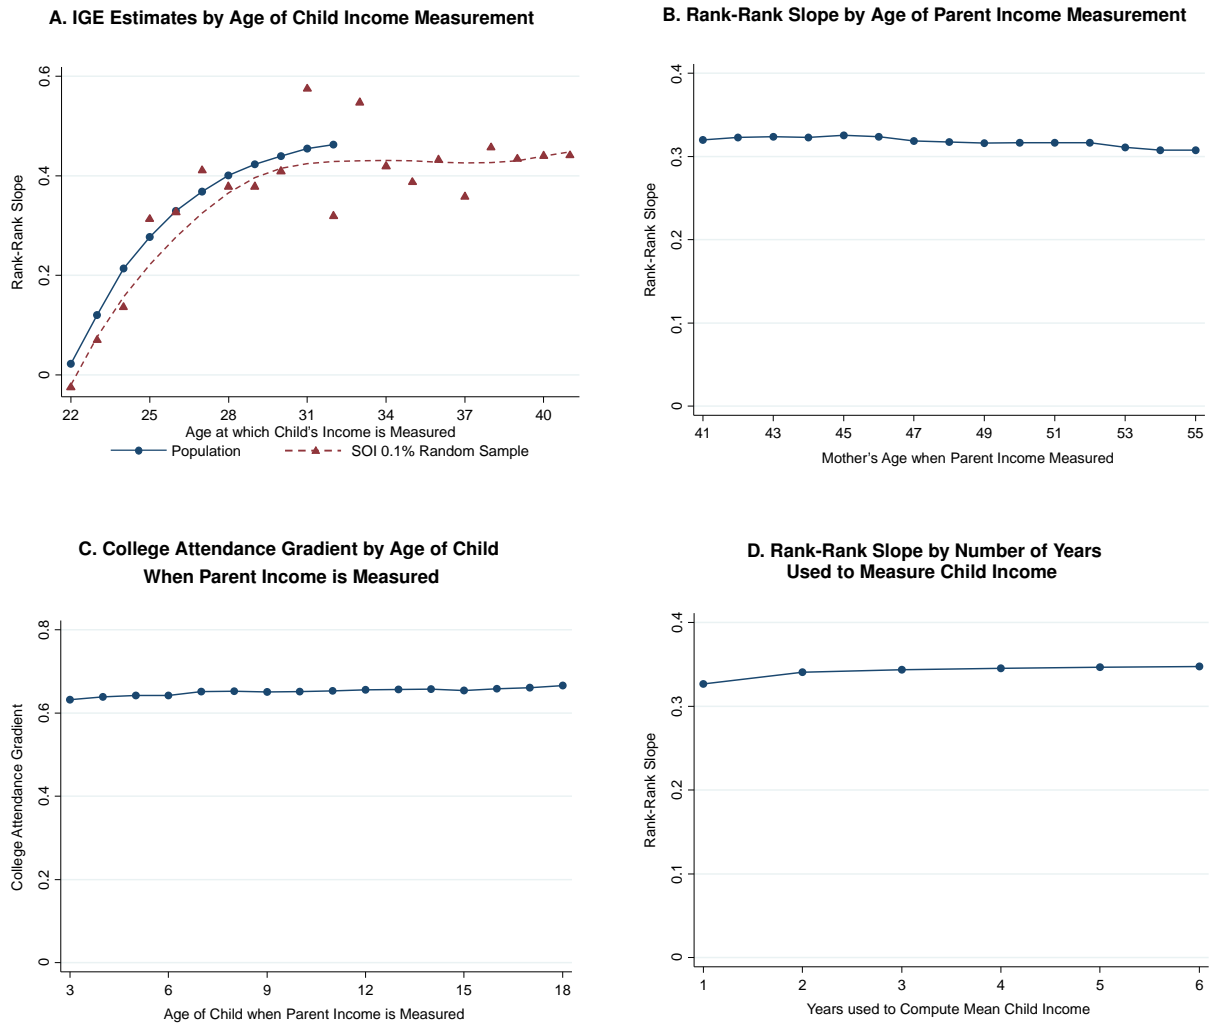 A. IGE Estimates by Age of Child Income Measurement
Rank-Rank Slope
0.6
0.4
0.2
0
22 25 28 31 34 37 40
Age at which Child's Income is Measured
Population SOI 0.1% Random Sample
B. Rank-Rank Slope by Age of Parent Income Measurement
Rank-Rank Slope
0.4
0.3
0.2
0.1
0
41 43 45 47 49 51 53 55
Mother's Age when Parent Income Measured
C. College Attendance Gradient by Age of Child
When Parent Income is Measured
College Attendance Gradient
0.8
0.6
0.4
0.2
0
3 6 9 12 15 18
Age of Child when Parent Income is Measured
D. Rank-Rank Slope by Number of Years
Used to Measure Child Income
Rank-Rank Slope
0.4
0.3
0.2
0.1
0
1 2 3 4 5 6
Years used to Compute Mean Child Income